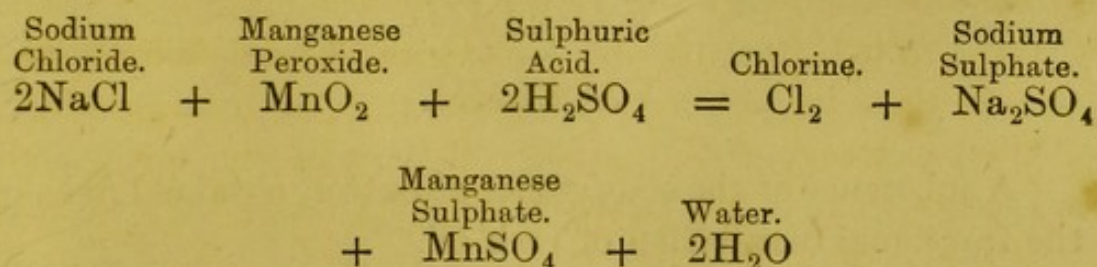 Sodium Manganese Sulphuric Sodium
Chloride. Peroxide. Acid. Chlorine. Sulphate.
2NaCl + MnO₂ + 2H₂SO₄ = Cl₂ + Na₂SO₄
Manganese
Sulphate. Water.
+ MnSO₄ + 2H₂O